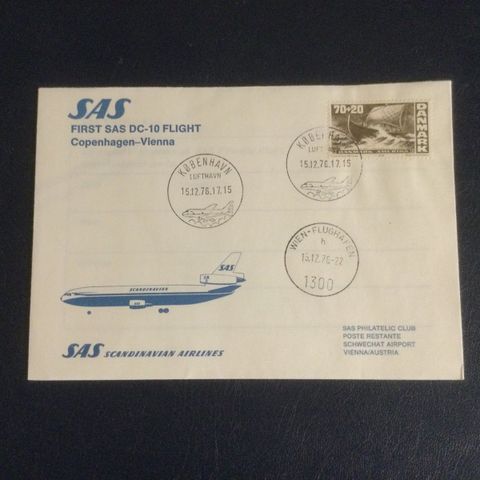 SAS
FIRST SAS DC-10 FLIGHT
Copenhagen–Vienna
70+20
DANMARK
KØBENHAVN
LUFTHAVN
15.12.76.17.15
KØBENHAVN
LUFTHAVN
15.12.76.17.15
WIEN-FLUGHAFEN
h
15.12.76-22
1300
SAS
SCANDINAVIAN
SAS SCANDINAVIAN AIRLINES
SAS PHILATELIC CLUB
POSTE RESTANTE
SCHWECHAT AIRPORT
VIENNA/AUSTRIA